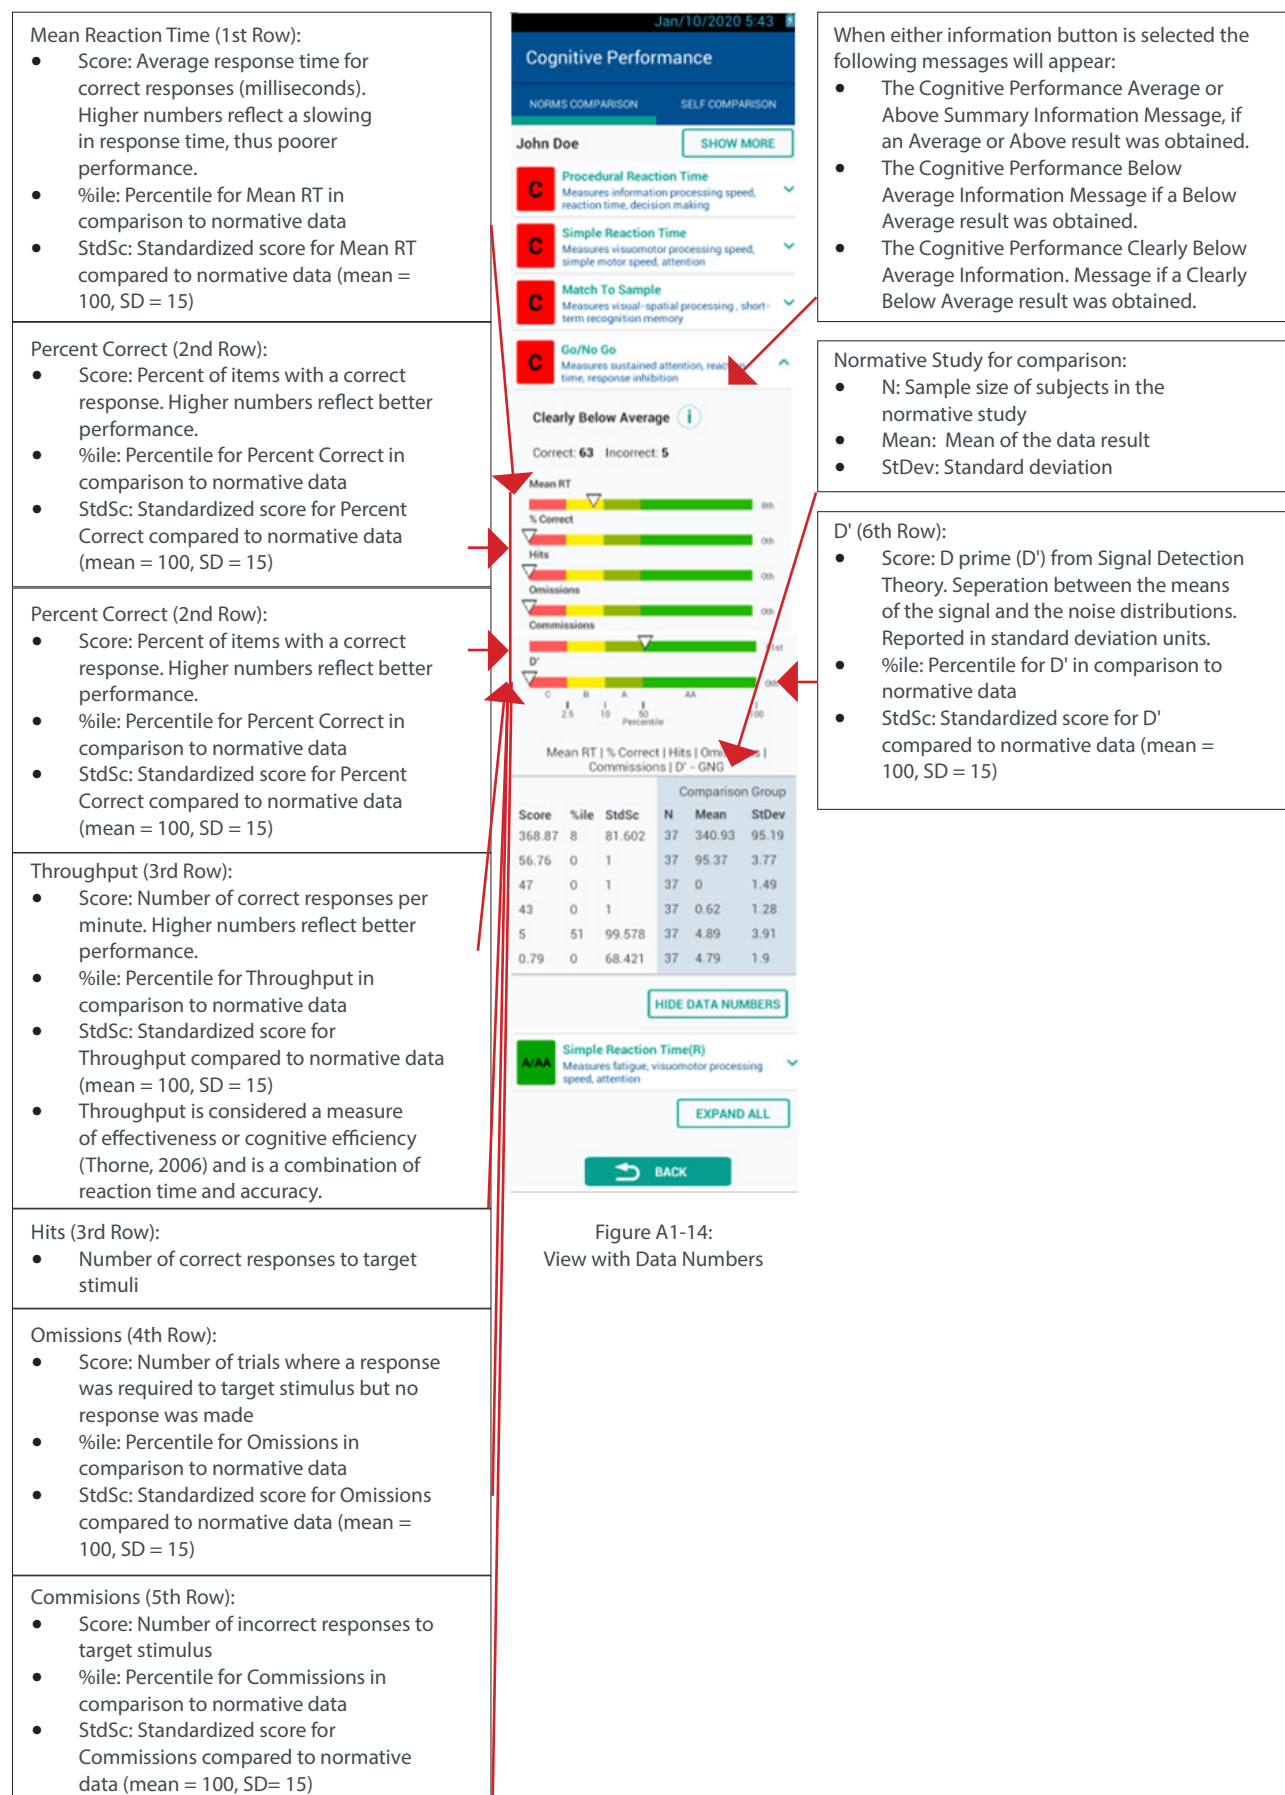 Mean Reaction Time (1st Row):
● Score: Average response time for
correct responses (milliseconds).
Higher numbers reflect a slowing
in response time, thus poorer
performance.
● %ile: Percentile for Mean RT in
comparison to normative data
● StdSc: Standardized score for Mean RT
compared to normative data (mean =
100, SD = 15)
Percent Correct (2nd Row):
● Score: Percent of items with a correct
response. Higher numbers reflect better
performance.
● %ile: Percentile for Percent Correct in
comparison to normative data
● StdSc: Standardized score for Percent
Correct compared to normative data
(mean = 100, SD = 15)
Percent Correct (2nd Row):
● Score: Percent of items with a correct
response. Higher numbers reflect better
performance.
● %ile: Percentile for Percent Correct in
comparison to normative data
● StdSc: Standardized score for Percent
Correct compared to normative data
(mean = 100, SD = 15)
Throughput (3rd Row):
● Score: Number of correct responses per
minute. Higher numbers reflect better
performance.
● %ile: Percentile for Throughput in
comparison to normative data
● StdSc: Standardized score for
Throughput compared to normative data
(mean = 100, SD = 15)
● Throughput is considered a measure
of effectiveness or cognitive efficiency
(Thorne, 2006) and is a combination of
reaction time and accuracy.
Hits (3rd Row):
● Number of correct responses to target
stimuli
Omissions (4th Row):
● Score: Number of trials where a response
was required to target stimulus but no
response was made
● %ile: Percentile for Omissions in
comparison to normative data
● StdSc: Standardized score for Omissions
compared to normative data (mean =
100, SD = 15)
Commisions (5th Row):
● Score: Number of incorrect responses to
target stimulus
● %ile: Percentile for Commissions in
comparison to normative data
● StdSc: Standardized score for
Commissions compared to normative
data (mean = 100, SD= 15)
Jan/10/2020 5:43
Cognitive Performance
NORMS COMPARISON SELF COMPARISON
John Doe SHOW MORE
C Procedural Reaction Time
Measures information processing speed,
reaction time, decision making
C Simple Reaction Time
Measures visuomotor processing speed,
simple motor speed, attention
C Match To Sample
Measures visual-spatial processing , short-
term recognition memory
C Go/No Go
Measures sustained attention, reaction
time, response inhibition
Clearly Below Average i
Correct: 63 Incorrect: 5
Mean RT
8th
% Correct
0th
Hits
0th
Omissions
0th
Commissions
D'
0th
C B A AA
2.5 10 50 100
Percentile
Mean RT | % Correct | Hits | |
Commissions | D' - GNG
Comparison Group
Score %ile StdSc N Mean StDev
368.87 8 81.602 37 340.93 95.19
56.76 0 1 37 95.37 3.77
47 0 1 37 0 1.49
43 0 1 37 0.62 1.28
5 51 99.578 37 4.89 3.91
0.79 0 68.421 37 4.79 1.9
HIDE DATA NUMBERS
A/AA Simple Reaction Time(R)
Measures fatigue, visuomotor processing
speed, attention
EXPAND ALL
BACK
Figure A1-14:
View with Data Numbers
When either information button is selected the
following messages will appear:
● The Cognitive Performance Average or
Above Summary Information Message, if
an Average or Above result was obtained.
● The Cognitive Performance Below
Average Information Message if a Below
Average result was obtained.
● The Cognitive Performance Clearly Below
Average Information. Message if a Clearly
Below Average result was obtained.
Normative Study for comparison:
● N: Sample size of subjects in the
normative study
● Mean: Mean of the data result
● StDev: Standard deviation
D' (6th Row):
● Score: D prime (D') from Signal Detection
Theory. Seperation between the means
of the signal and the noise distributions.
Reported in standard deviation units.
● %ile: Percentile for D' in comparison to
normative data
● StdSc: Standardized score for D'
compared to normative data (mean =
100, SD = 15)